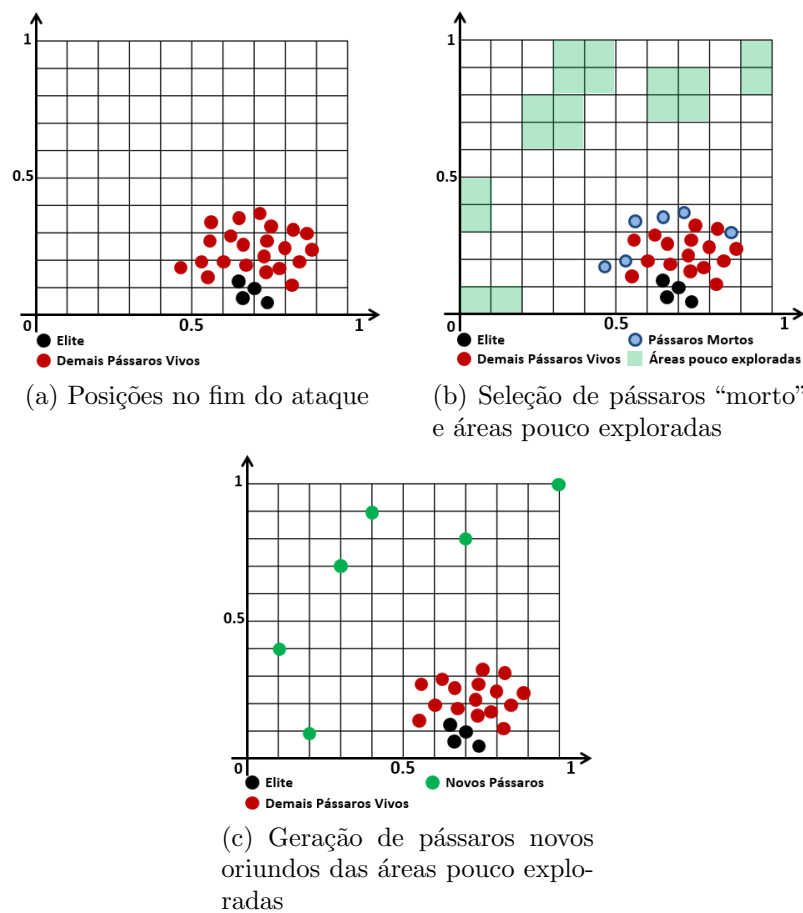 1
0.5
0
0.5
1
Elite
Demais Pássaros Vivos
(a) Posições no fim do ataque
1
0.5
0
0.5
1
Elite
Pássaros Mortos
Demais Pássaros Vivos
Áreas pouco exploradas
(b) Seleção de pássaros “morto”
e áreas pouco exploradas
1
0.5
0
0.5
1
Elite
Novos Pássaros
Demais Pássaros Vivos
(c) Geração de pássaros novos
oriundos das áreas pouco explo-
radas